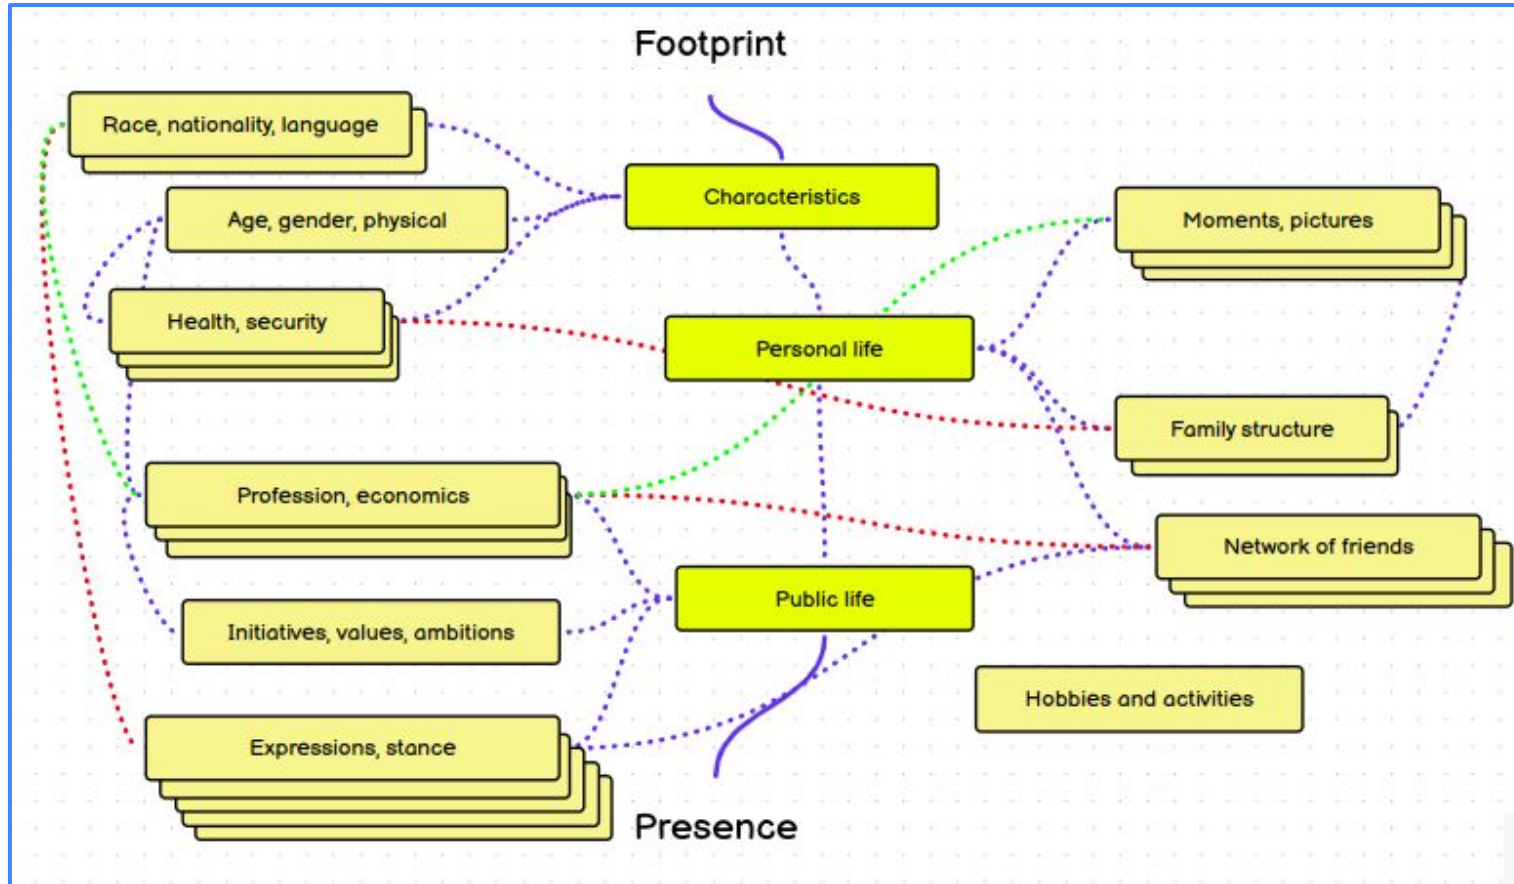 Footprint
Race, nationality, language
Characteristics
Age, gender, physical
Moments, pictures
Health, security
Personal life
Family structure
Profession, economics
Network of friends
Public life
Initiatives, values, ambitions
Hobbies and activities
Expressions, stance
Presence